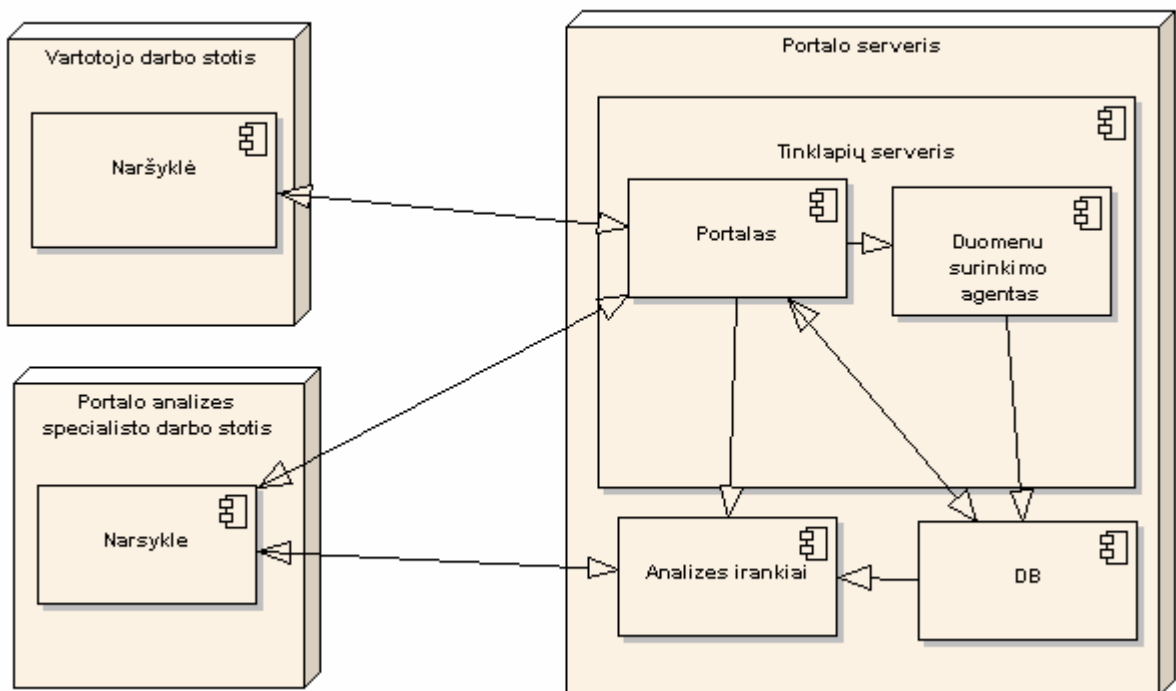 Vartotojo darbo stotis
Naršyklė
Portalo analizes
specialisto darbo stotis
Narsykle
Portalo serveris
Tinklapių serveris
Portalas
Duomenu
surinkimo
agentas
Analizes irankiai
DB